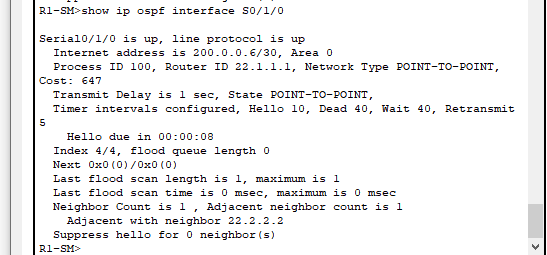 R1-SM>show ip ospf interface S0/1/0
Serial0/1/0 is up, line protocol is up
Internet address is 200.0.0.6/30, Area 0
Process ID 100, Router ID 22.1.1.1, Network Type POINT-TO-POINT,
Cost: 647
Transmit Delay is 1 sec, State POINT-TO-POINT,
Timer intervals configured, Hello 10, Dead 40, Wait 40, Retransmit
5
Hello due in 00:00:08
Index 4/4, flood queue length 0
Next 0x0(0)/0x0(0)
Last flood scan length is 1, maximum is 1
Last flood scan time is 0 msec, maximum is 0 msec
Neighbor Count is 1 , Adjacent neighbor count is 1
Adjacent with neighbor 22.2.2.2
Suppress hello for 0 neighbor(s)
R1-SM>